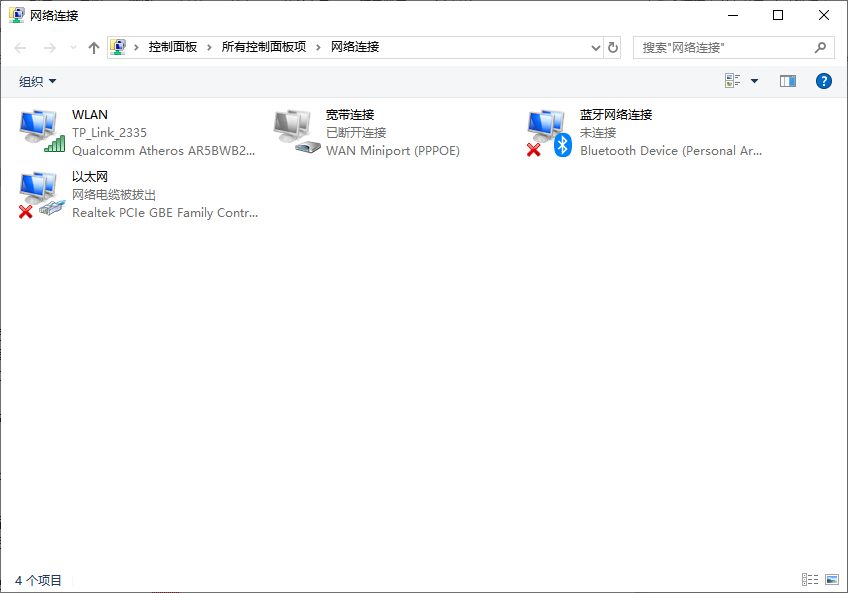 网络连接
控制面板 › 所有控制面板项 › 网络连接
搜索"网络连接"
组织
WLAN
TP_Link_2335
Qualcomm Atheros AR5BWB2...
宽带连接
已断开连接
WAN Miniport (PPPOE)
蓝牙网络连接
未连接
Bluetooth Device (Personal Ar...
以太网
网络电缆被拔出
Realtek PCIe GBE Family Contr...
4 个项目